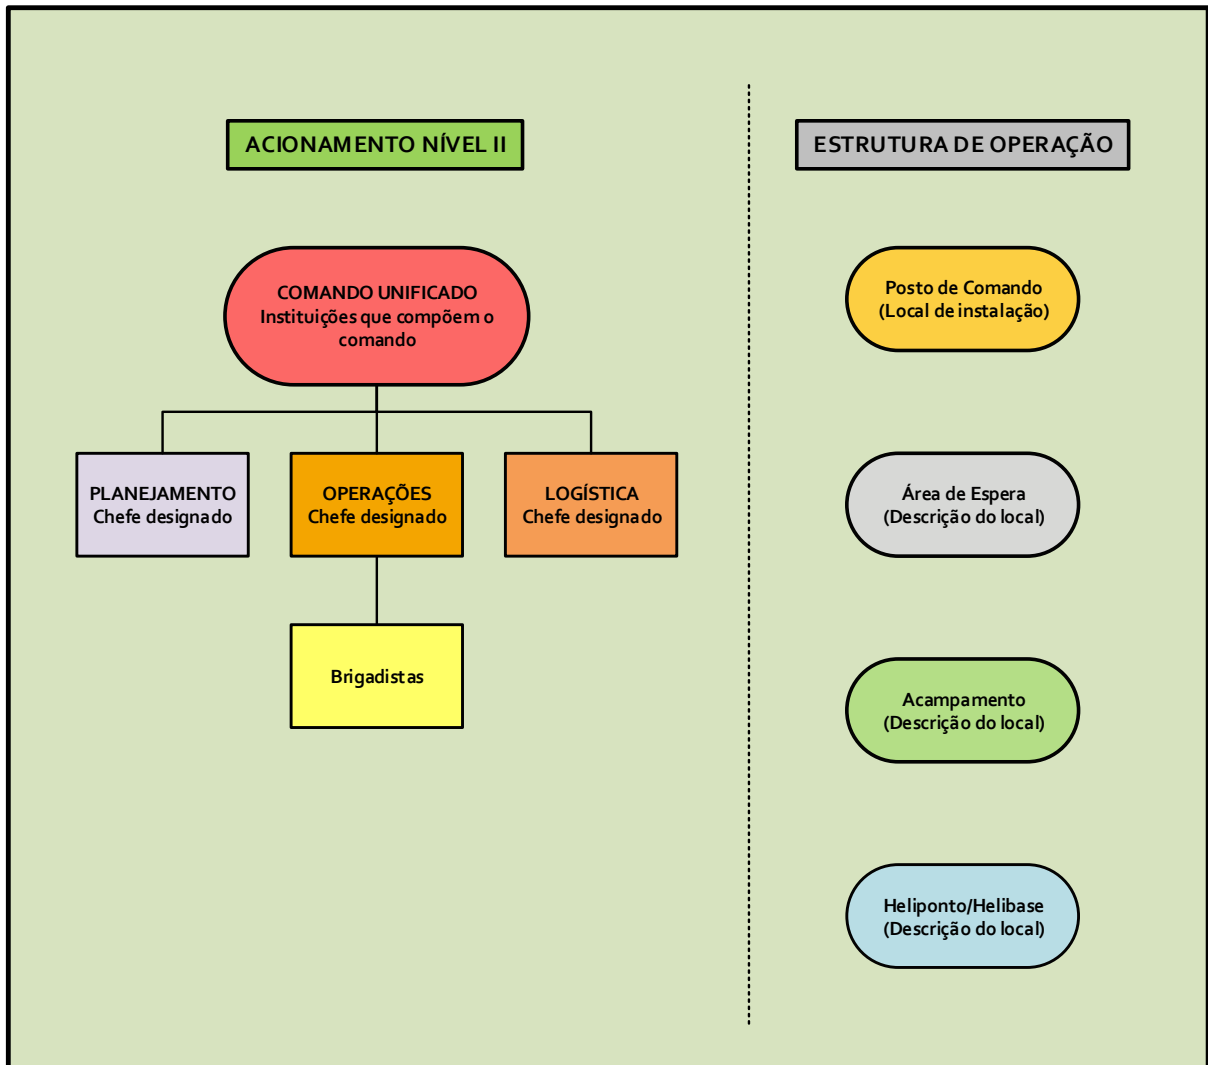 ACIONAMENTO NÍVEL II
COMANDO UNIFICADO
Instituições que compõem o
comando
PLANEJAMENTO
Chefe designado
OPERAÇÕES
Chefe designado
LOGÍSTICA
Chefe designado
Brigadistas
ESTRUTURA DE OPERAÇÃO
Posto de Comando
(Local de instalação)
Área de Espera
(Descrição do local)
Acampamento
(Descrição do local)
Heliponto/Helibase
(Descrição do local)